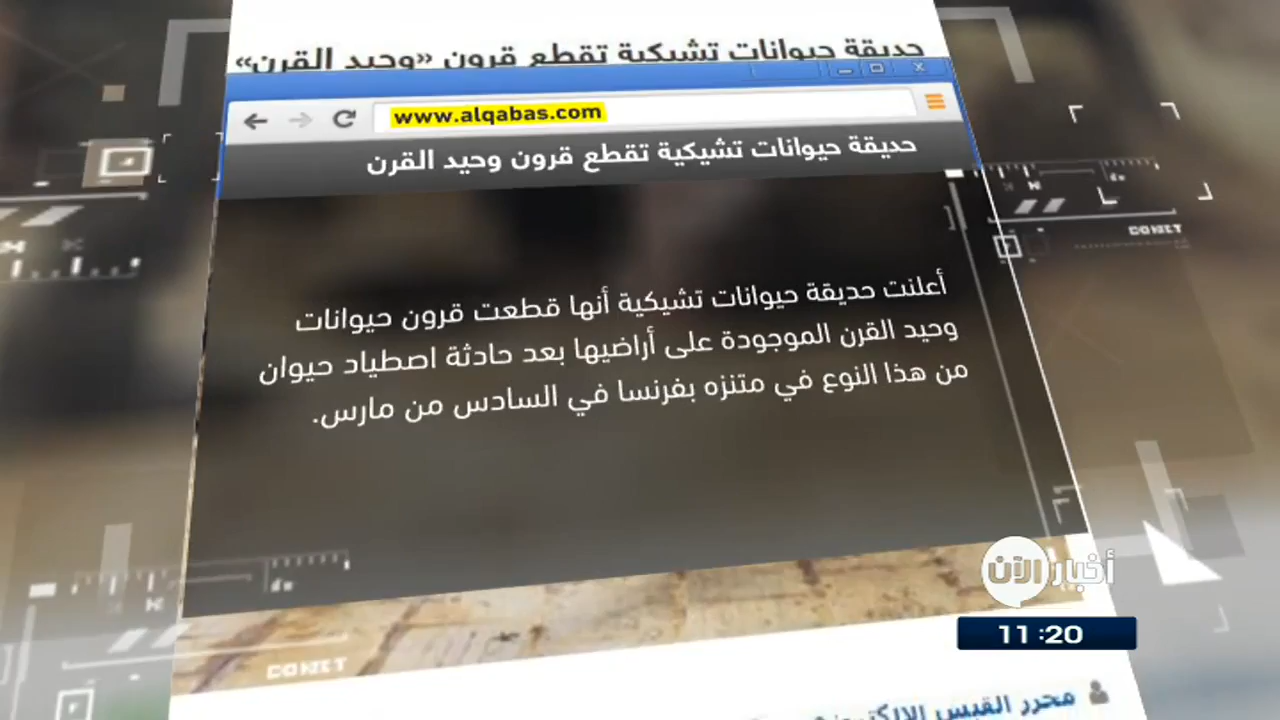 حديقة حيوانات تشيكية تقطع قرون «وحيد القرن»
www.alqabas.com
حديقة حيوانات تشيكية تقطع قرون وحيد القرن
أعلنت حديقة حيوانات تشيكية أنها قطعت قرون حيوانات
وحيد القرن الموجودة على أراضيها بعد حادثة اصطياد حيوان
من هذا النوع في متنزه بفرنسا في السادس من مارس.
COMET
أخبار الآن
11:20
COMET
محرر القبس الإلكتروني